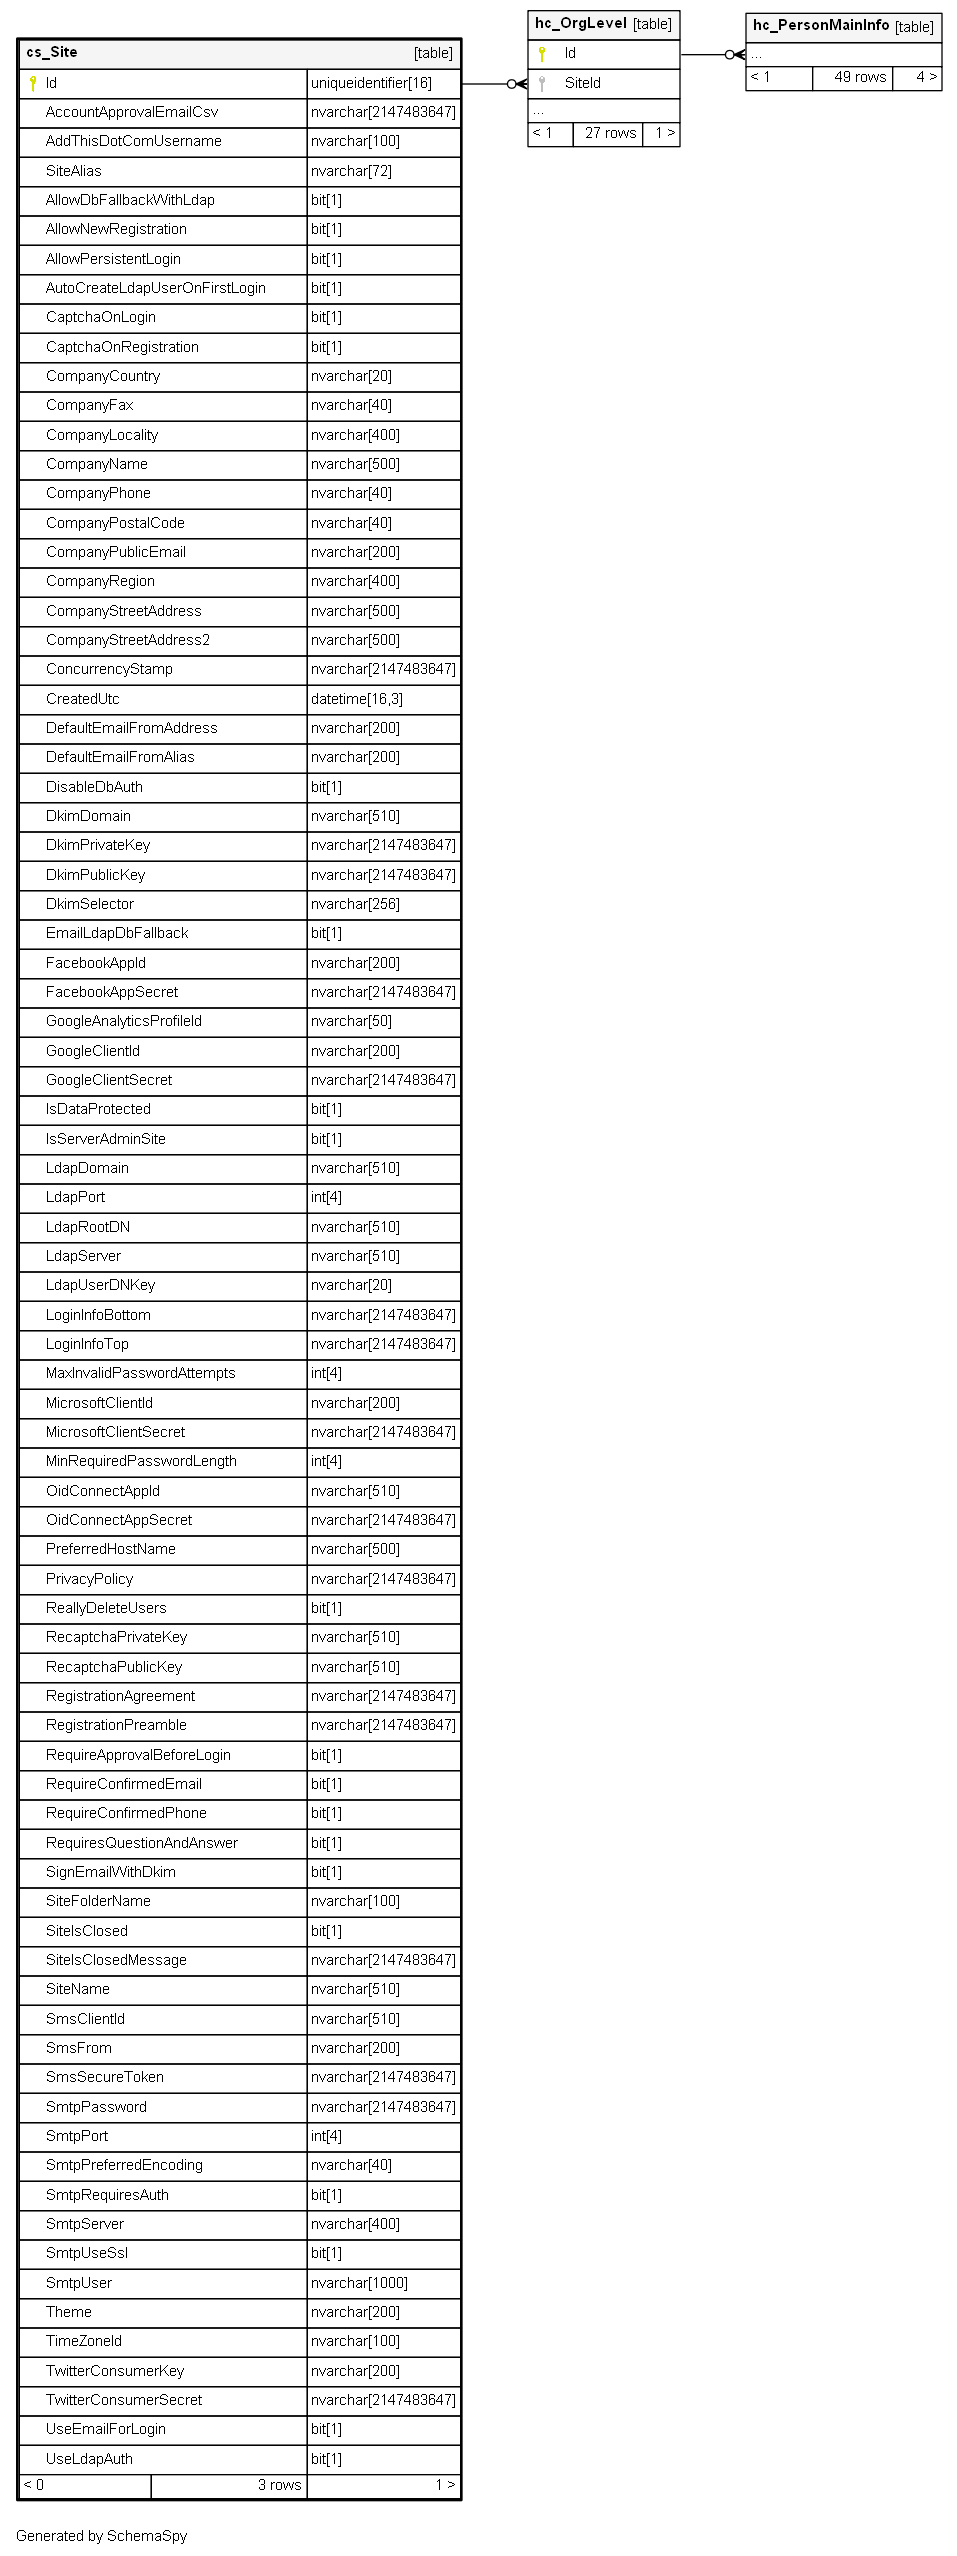 cs_Site [table]
Id uniqueidentifier[16]
AccountApprovalEmailCsv nvarchar[2147483647]
AddThisDotComUsername nvarchar[100]
SiteAlias nvarchar[72]
AllowDbFallbackWithLdap bit[1]
AllowNewRegistration bit[1]
AllowPersistentLogin bit[1]
AutoCreateLdapUserOnFirstLogin bit[1]
CaptchaOnLogin bit[1]
CaptchaOnRegistration bit[1]
CompanyCountry nvarchar[20]
CompanyFax nvarchar[40]
CompanyLocality nvarchar[400]
CompanyName nvarchar[500]
CompanyPhone nvarchar[40]
CompanyPostalCode nvarchar[40]
CompanyPublicEmail nvarchar[200]
CompanyRegion nvarchar[400]
CompanyStreetAddress nvarchar[500]
CompanyStreetAddress2 nvarchar[500]
ConcurrencyStamp nvarchar[2147483647]
CreatedUtc datetime[16,3]
DefaultEmailFromAddress nvarchar[200]
DefaultEmailFromAlias nvarchar[200]
DisableDbAuth bit[1]
DkimDomain nvarchar[510]
DkimPrivateKey nvarchar[2147483647]
DkimPublicKey nvarchar[2147483647]
DkimSelector nvarchar[256]
EmailLdapDbFallback bit[1]
FacebookAppId nvarchar[200]
FacebookAppSecret nvarchar[2147483647]
GoogleAnalyticsProfileId nvarchar[50]
GoogleClientId nvarchar[200]
GoogleClientSecret nvarchar[2147483647]
IsDataProtected bit[1]
IsServerAdminSite bit[1]
LdapDomain nvarchar[510]
LdapPort int[4]
LdapRootDN nvarchar[510]
LdapServer nvarchar[510]
LdapUserDNKey nvarchar[20]
LoginInfoBottom nvarchar[2147483647]
LoginInfoTop nvarchar[2147483647]
MaxInvalidPasswordAttempts int[4]
MicrosoftClientId nvarchar[200]
MicrosoftClientSecret nvarchar[2147483647]
MinRequiredPasswordLength int[4]
OidConnectAppId nvarchar[510]
OidConnectAppSecret nvarchar[2147483647]
PreferredHostName nvarchar[500]
PrivacyPolicy nvarchar[2147483647]
ReallyDeleteUsers bit[1]
RecaptchaPrivateKey nvarchar[510]
RecaptchaPublicKey nvarchar[510]
RegistrationAgreement nvarchar[2147483647]
RegistrationPreamble nvarchar[2147483647]
RequireApprovalBeforeLogin bit[1]
RequireConfirmedEmail bit[1]
RequireConfirmedPhone bit[1]
RequiresQuestionAndAnswer bit[1]
SignEmailWithDkim bit[1]
SiteFolderName nvarchar[100]
SiteIsClosed bit[1]
SiteIsClosedMessage nvarchar[2147483647]
SiteName nvarchar[510]
SmsClientId nvarchar[510]
SmsFrom nvarchar[200]
SmsSecureToken nvarchar[2147483647]
SmtpPassword nvarchar[2147483647]
SmtpPort int[4]
SmtpPreferredEncoding nvarchar[40]
SmtpRequiresAuth bit[1]
SmtpServer nvarchar[400]
SmtpUseSsl bit[1]
SmtpUser nvarchar[1000]
Theme nvarchar[200]
TimeZoneId nvarchar[100]
TwitterConsumerKey nvarchar[200]
TwitterConsumerSecret nvarchar[2147483647]
UseEmailForLogin bit[1]
UseLdapAuth bit[1]
< 0 3 rows 1 >
hc_OrgLevel [table]
Id
SiteId
...
< 1 27 rows 1 >
hc_PersonMainInfo [table]
...
< 1 49 rows 4 >
Generated by SchemaSpy